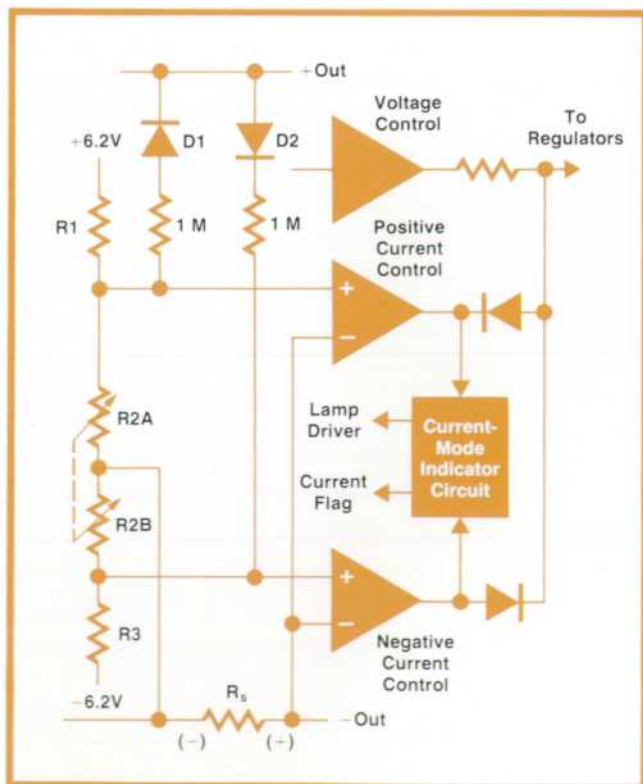 +Out
Voltage
Control
To
Regulators
+6.2V
D1
D2
R1
1 M
1 M
Positive
Current
Control
+
−
R2A
Lamp
Driver
Current-
Mode
Indicator
Circuit
Current
Flag
R2B
+
−
R3
Negative
Current
Control
−6.2V
Rs
−Out
(−)
(+)